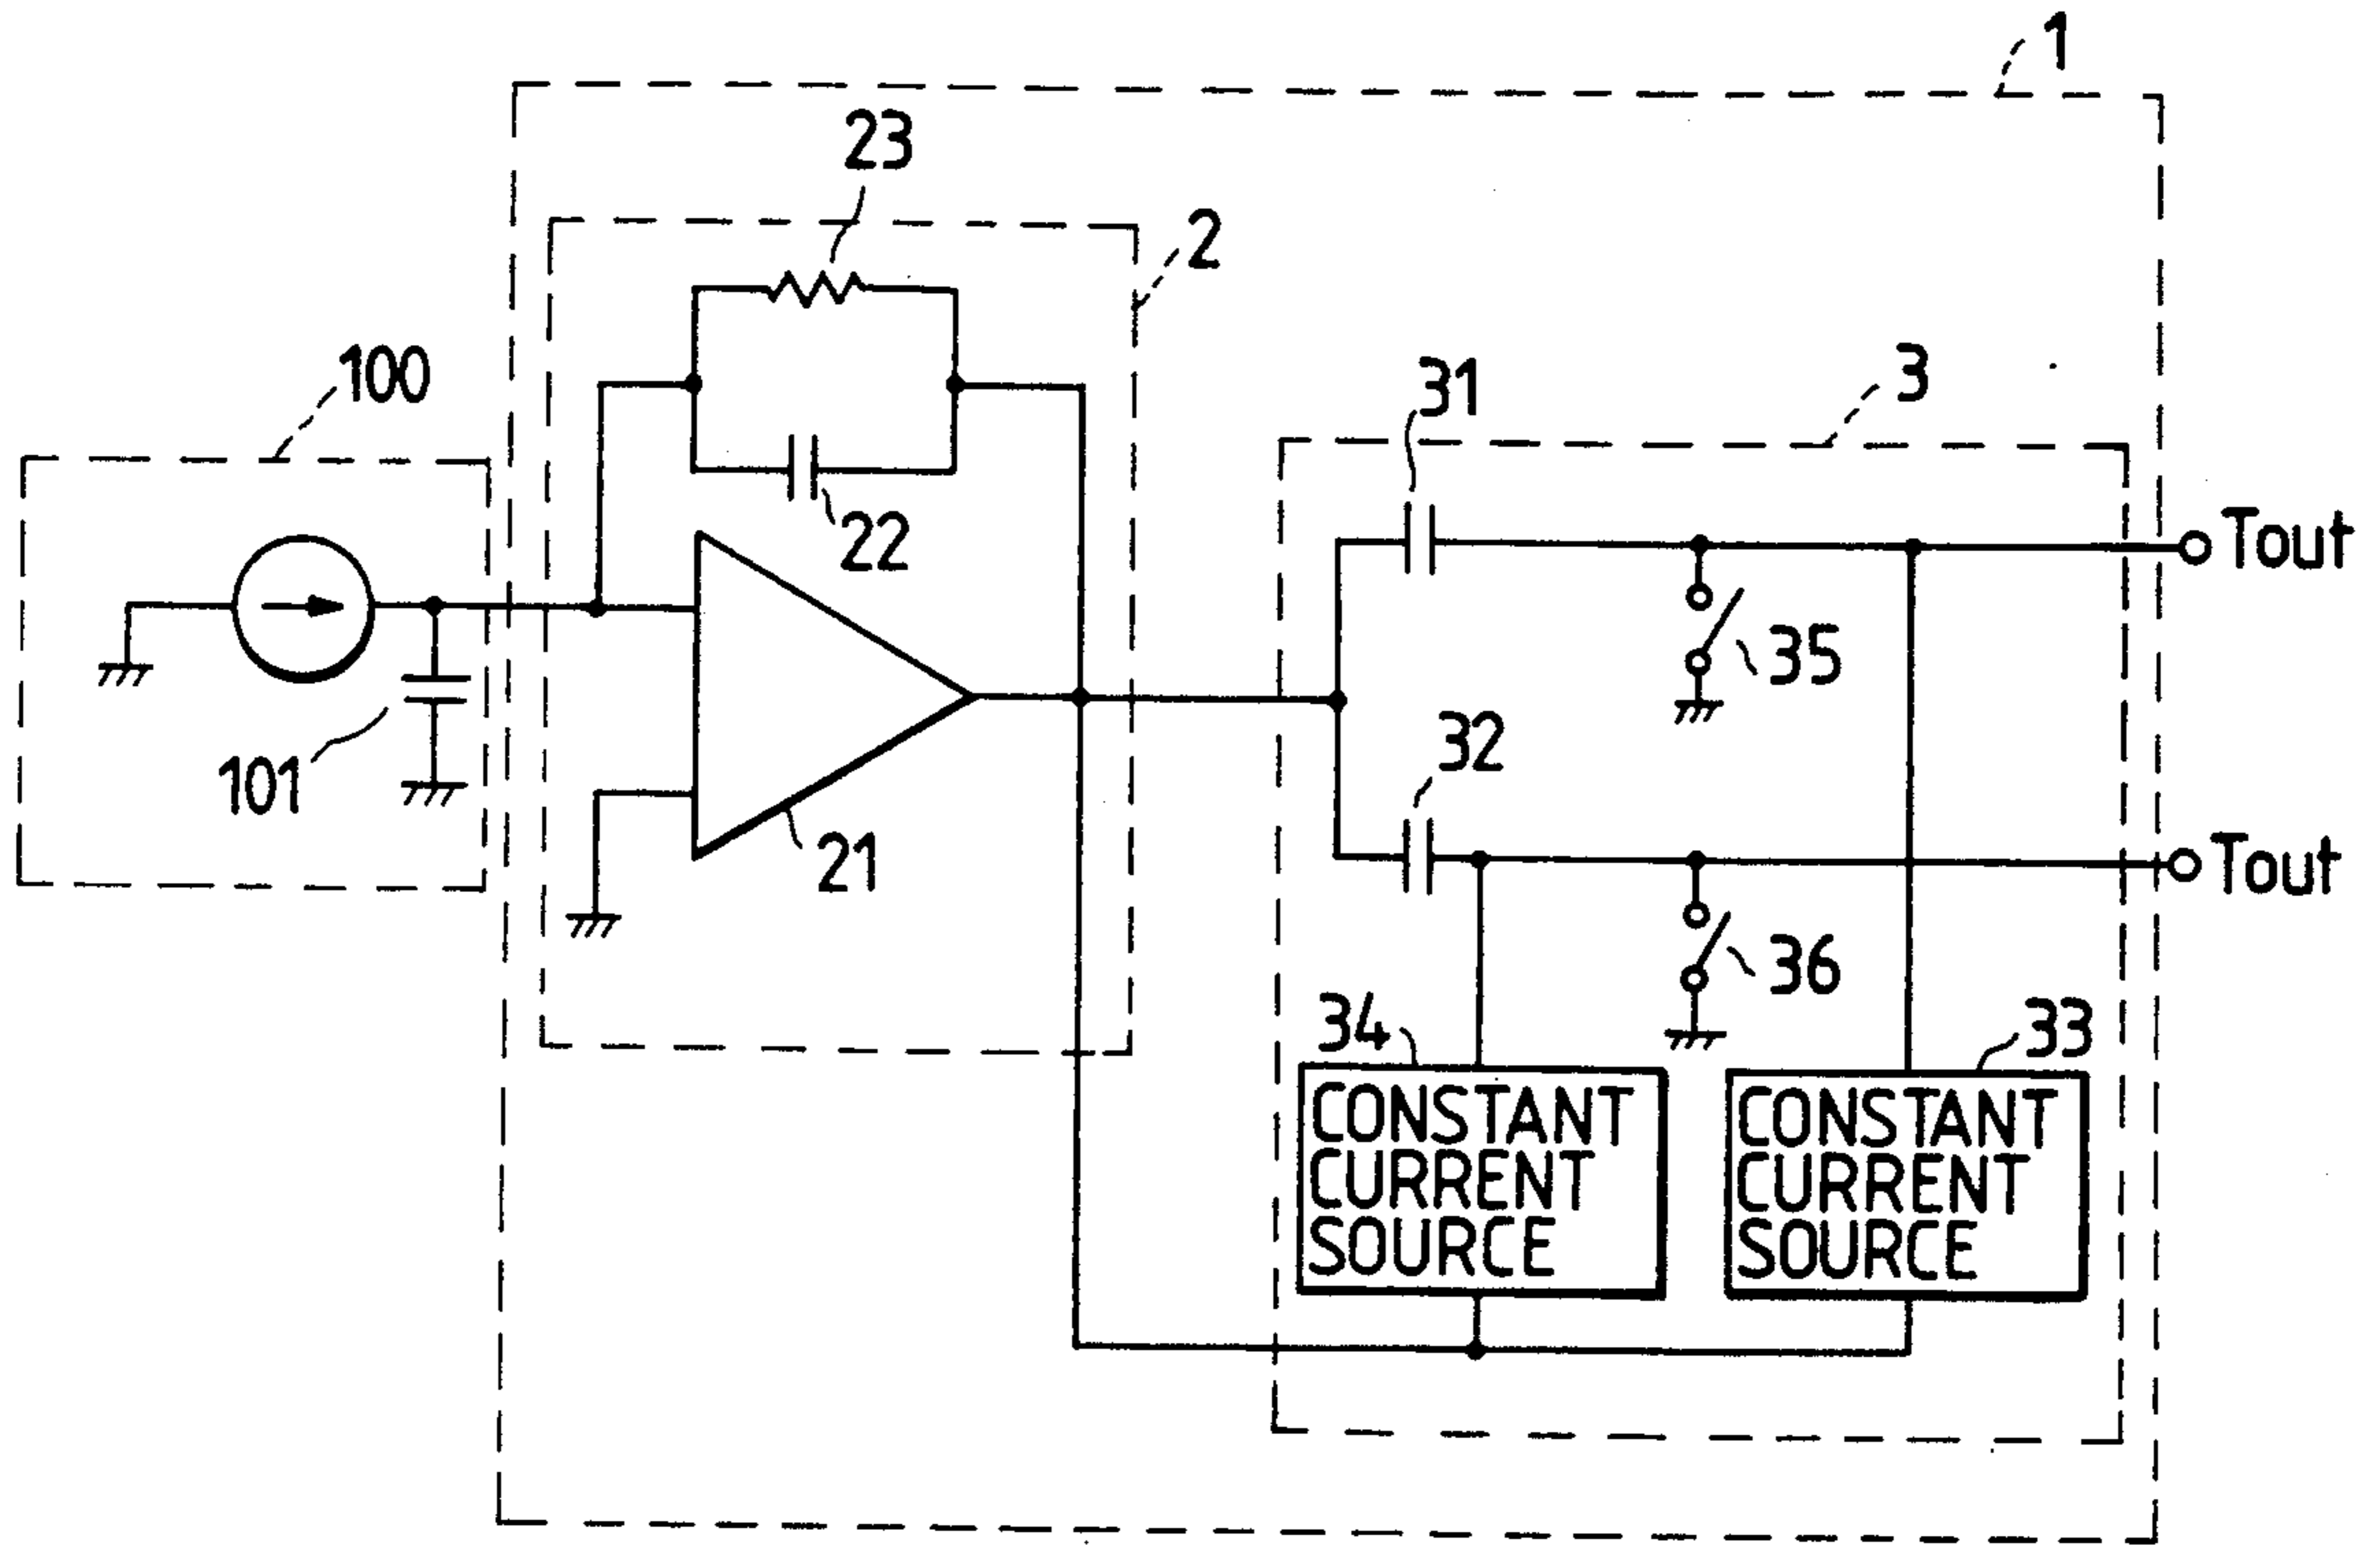 1
23
2
100
31
3
22
Tout
35
101
32
21
Tout
36
34
33
CONSTANT
CURRENT
SOURCE
CONSTANT
CURRENT
SOURCE